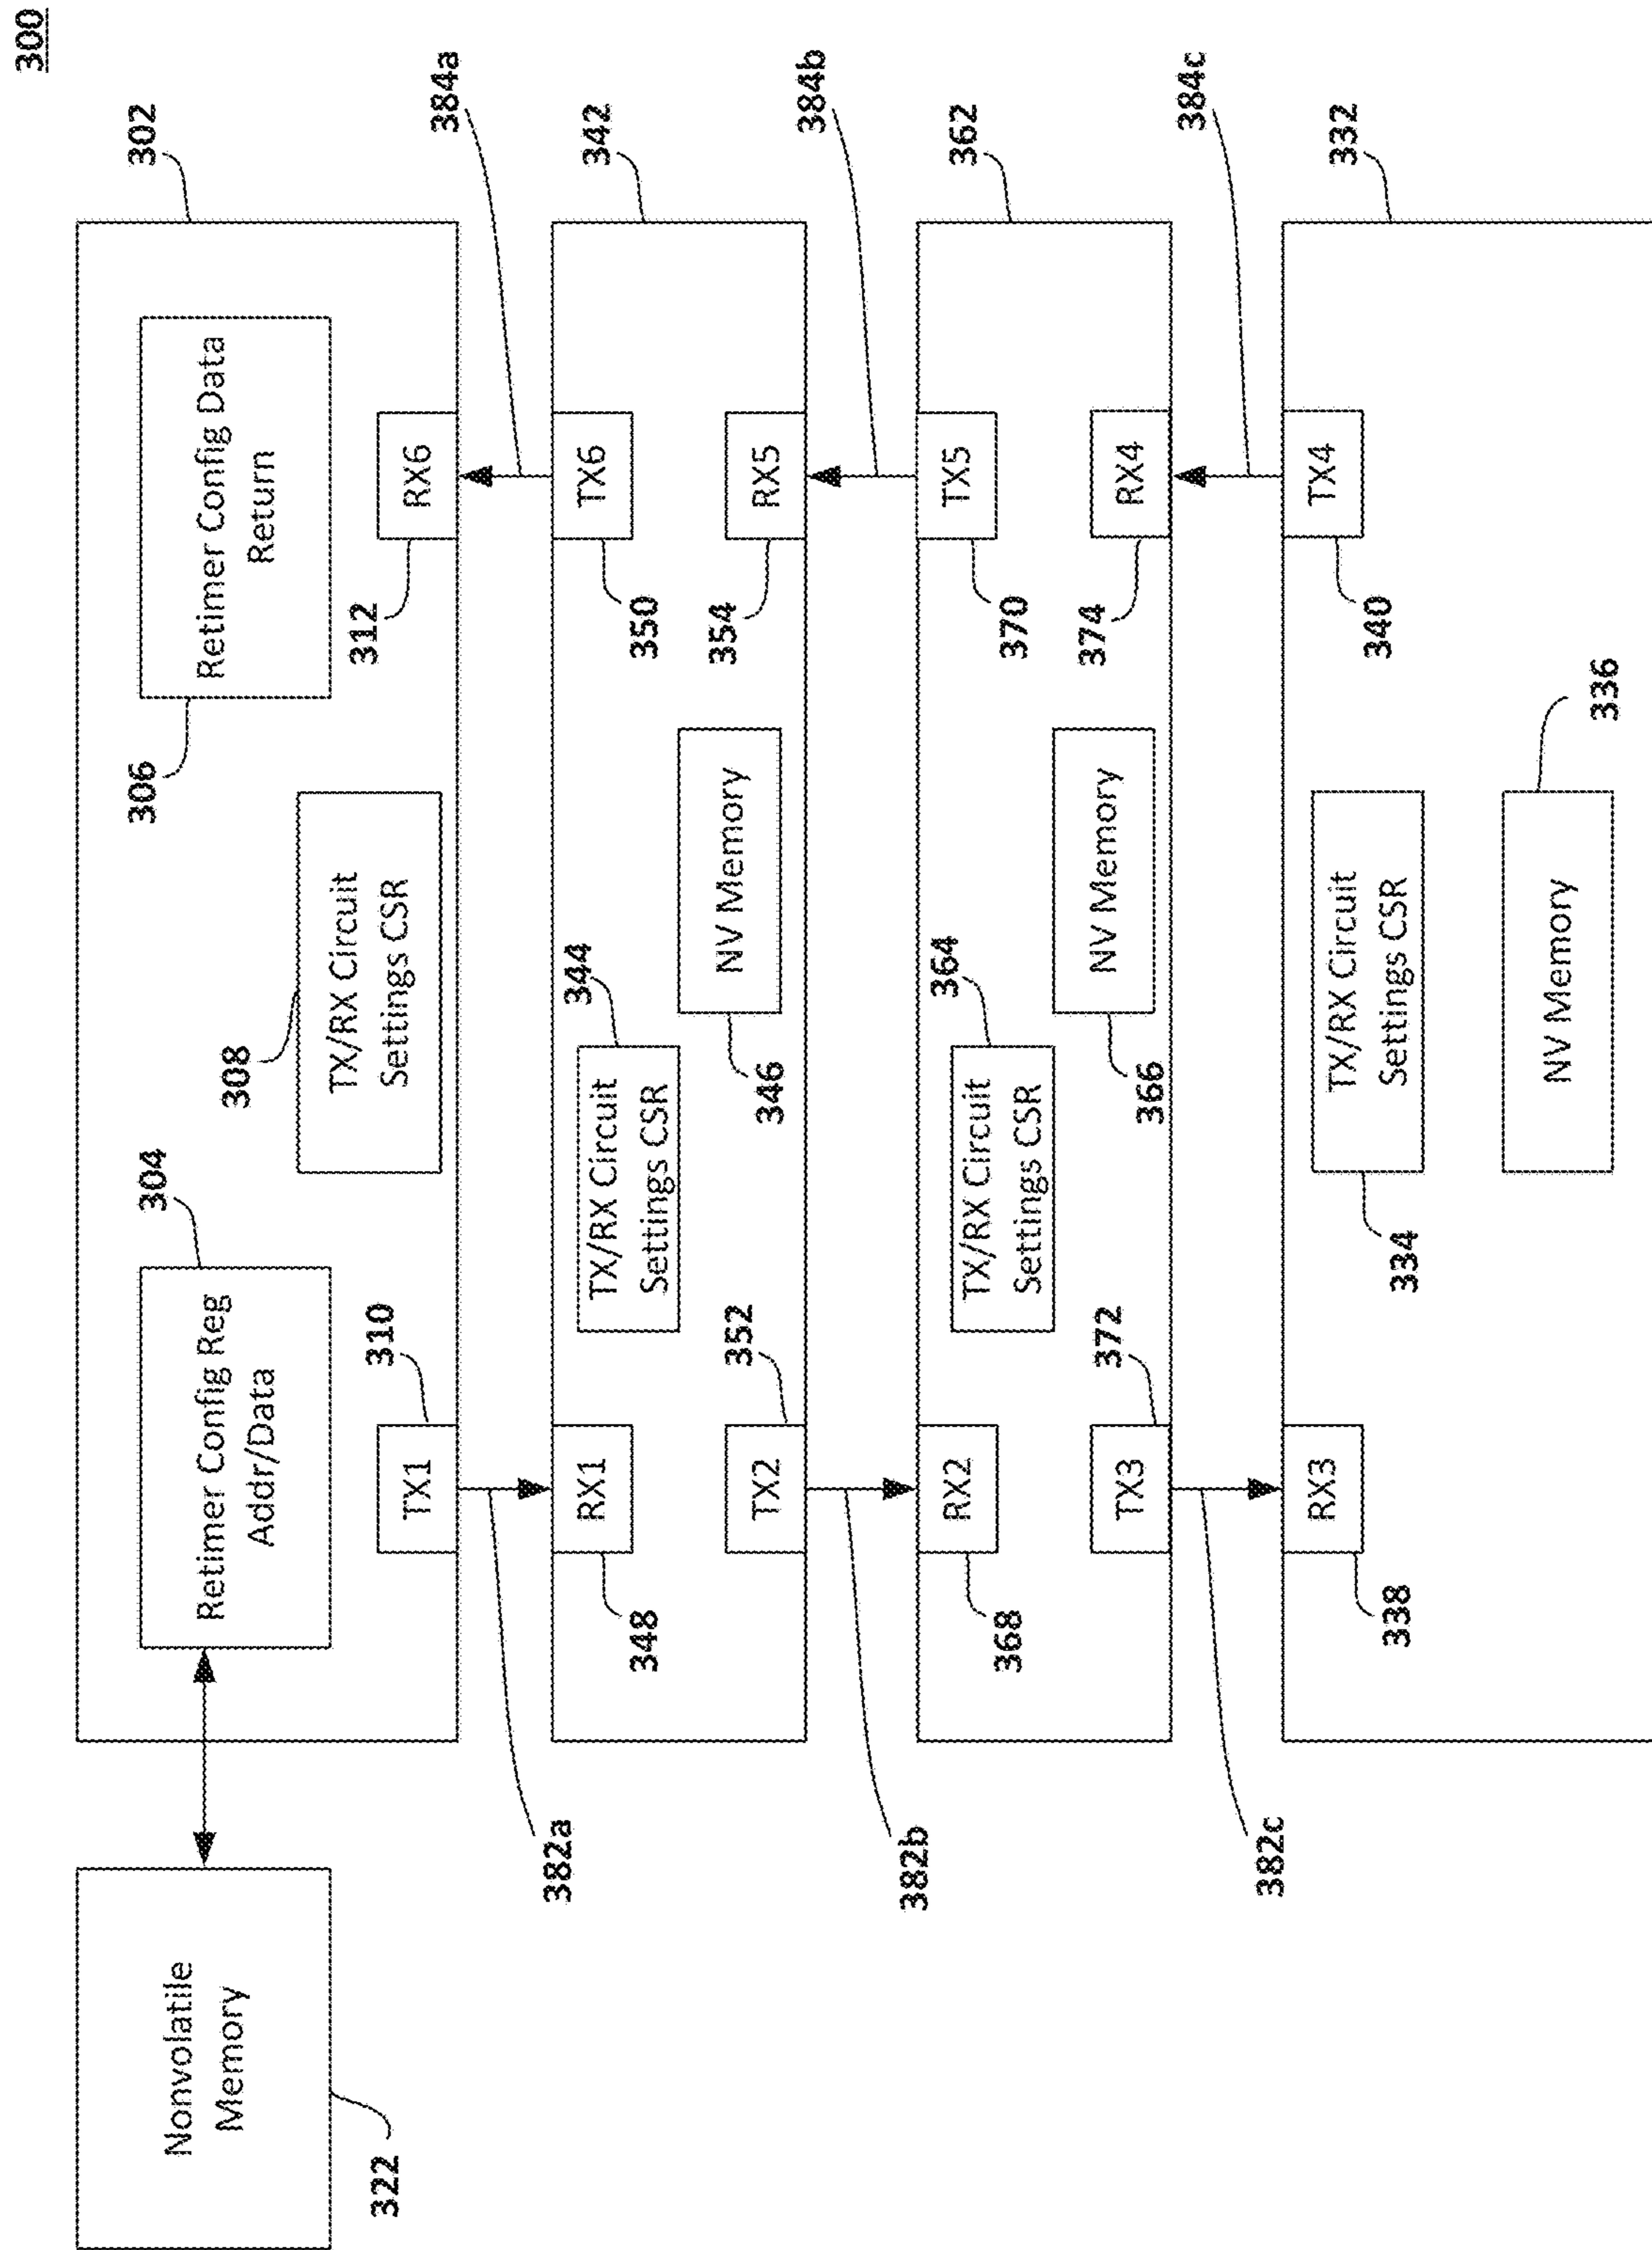 300
302
384a
342
384b
362
384c
332
Retimer Config Data
Return
306
RX6
312
TX6
350
RX5
354
TX5
370
RX4
374
TX4
340
TX/RX Circuit
Settings CSR
308
NV Memory
346
NV Memory
366
336
TX/RX Circuit
Settings CSR
344
TX/RX Circuit
Settings CSR
364
TX/RX Circuit
Settings CSR
334
NV Memory
304
Retimer Config Reg
Addr/Data
310
TX1
RX1
348
352
TX2
RX2
368
372
TX3
RX3
338
382a
382b
382c
Nonvolatile
Memory
322